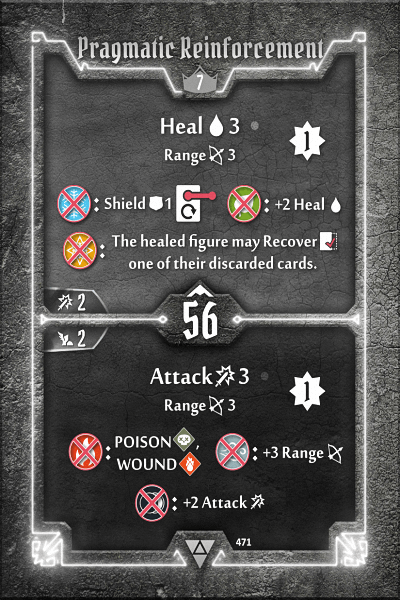 Pragmatic Reinforcement
7
Heal 3
Range 3
1
: Shield 1 : +2 Heal
: The healed figure may Recover
one of their discarded cards.
2
56
2
Attack 3
Range 3
1
: POISON ,
WOUND : +3 Range
: +2 Attack
471